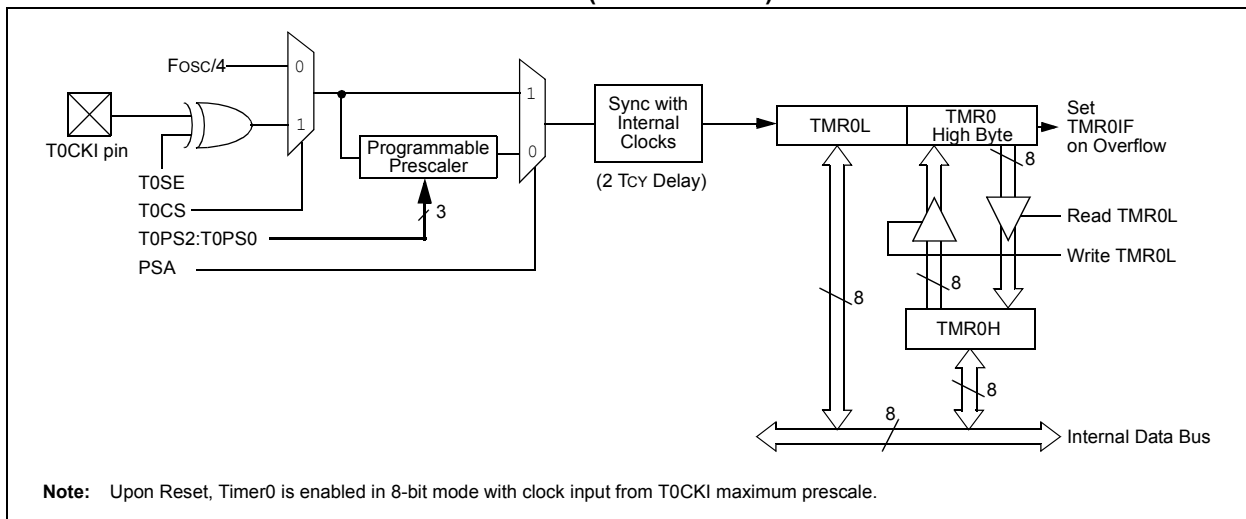 FOSC/4
0
1
T0CKI pin
T0SE
T0CS
T0PS2:T0PS0
PSA
Programmable
Prescaler
3
1
0
Sync with
Internal
Clocks
(2 TCY Delay)
TMR0L
TMR0
High Byte
Set
TMR0IF
on Overflow
8
Read TMR0L
Write TMR0L
8
8
TMR0H
8
8
Internal Data Bus
Note: Upon Reset, Timer0 is enabled in 8-bit mode with clock input from T0CKI maximum prescale.